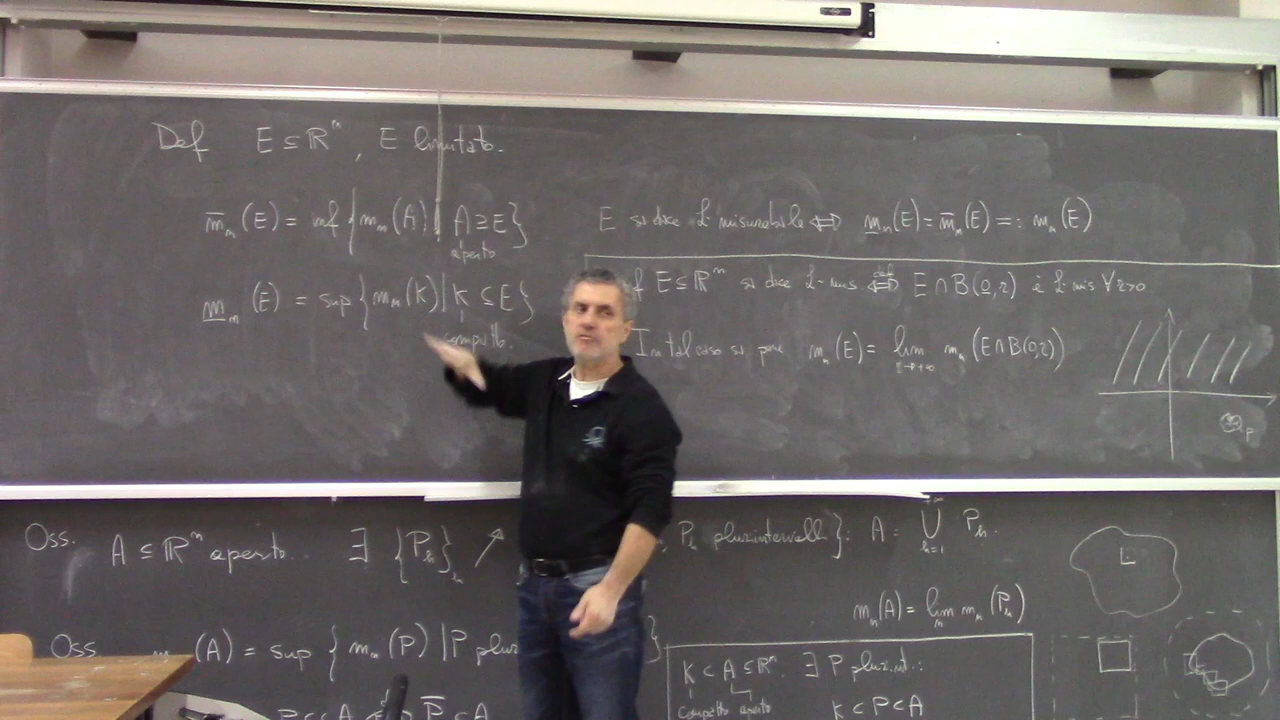 Def E ⊆ ℝⁿ, E limitato.
m̅ₙ(E) = inf { mₙ(A) | A ⊇ E }
aperto
m̲ₙ(E) = sup { mₙ(K) | K ⊆ E }
compatto.
E si dice L-misurabile ⟺ m̲ₙ(E) = m̅ₙ(E) =: mₙ(E)
E ⊆ ℝⁿ si dice L-mis. ⟺ def E ∩ B(0,r) è L-mis ∀ r>0
In tal caso si pone mₙ(E) = lim r→+∞ mₙ(E ∩ B(0,r))
Oss. A ⊆ ℝⁿ aperto. ∃ {Pₕ}ₕ ↗ , Pₕ plurintervalli}: A = ⋃ h=1 +∞ Pₕ.
mₙ(A) = lim mₙ(Pₕ)
Oss (A) = sup { mₙ(P) | P
K ⊂ A ⊆ ℝⁿ. ∃ P plurint.:
compatto aperto
K ⊂ P ⊂ A
P ⊂ A P̅ ⊂ A